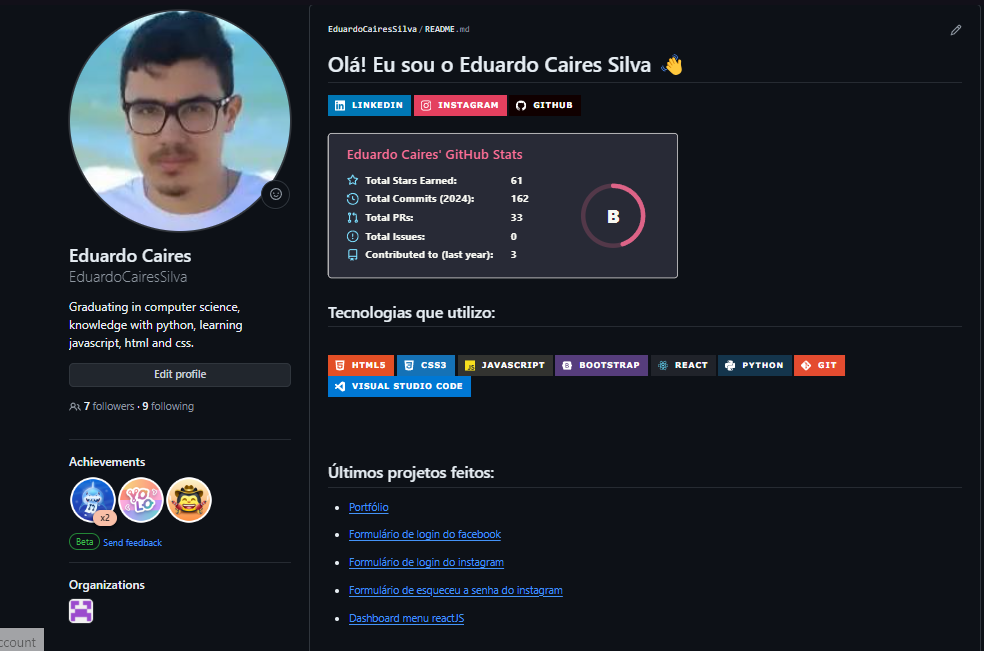 Eduardo Caires
EduardoCairesSilva
Graduating in computer science,
knowledge with python, learning
javascript, html and css.
Edit profile
7 followers · 9 following
Achievements
x2
YOLO
Beta Send feedback
Organizations
ccount
EduardoCairesSilva / README.md
Olá! Eu sou o Eduardo Caires Silva 👋
LINKEDIN INSTAGRAM GITHUB
Eduardo Caires' GitHub Stats
Total Stars Earned: 61
Total Commits (2024): 162
Total PRs: 33
Total Issues: 0
Contributed to (last year): 3
B
Tecnologias que utilizo:
HTML5 CSS3 JAVASCRIPT BOOTSTRAP REACT PYTHON GIT
VISUAL STUDIO CODE
Últimos projetos feitos:
Portfólio
Formulário de login do facebook
Formulário de login do instagram
Formulário de esqueceu a senha do instagram
Dashboard menu reactJS